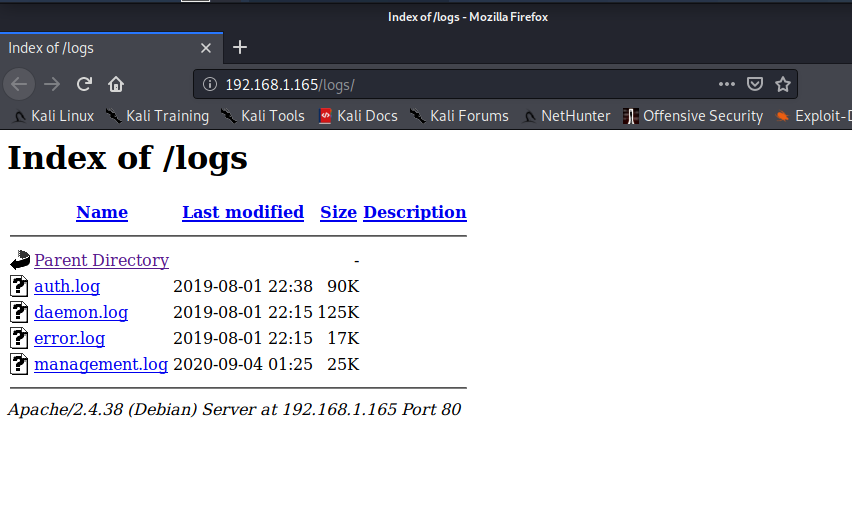 Index of /logs - Mozilla Firefox
Index of /logs
192.168.1.165/logs/
Kali Linux Kali Training Kali Tools Kali Docs Kali Forums NetHunter Offensive Security Exploit-D
Index of /logs
Name Last modified Size Description
Parent Directory -
auth.log 2019-08-01 22:38 90K
daemon.log 2019-08-01 22:15 125K
error.log 2019-08-01 22:15 17K
management.log 2020-09-04 01:25 25K
Apache/2.4.38 (Debian) Server at 192.168.1.165 Port 80